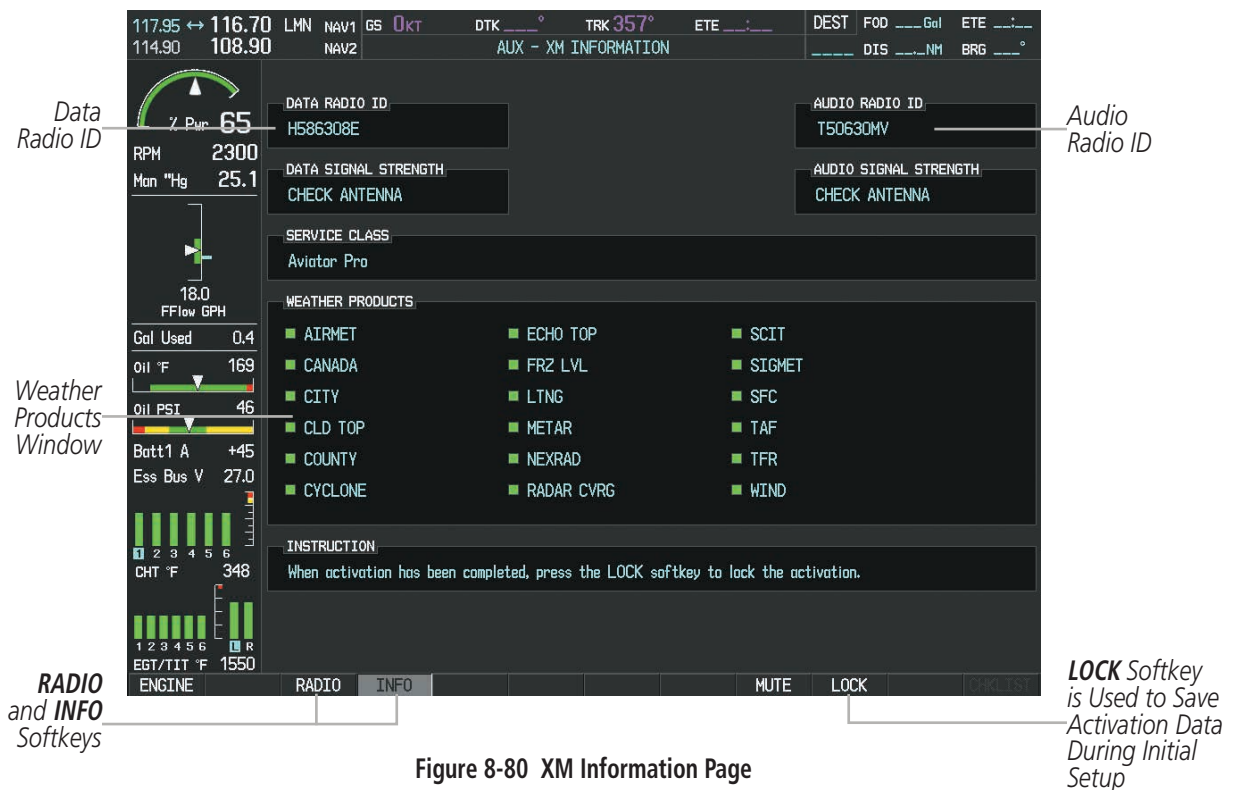 117.95 ↔ 116.70 LMN NAV1 GS 0KT DTK ___° TRK 357° ETE __:__ DEST FOD ___Gal ETE __:__
114.90 108.90 NAV2 AUX - XM INFORMATION ____ DIS __._NM BRG ___°
Data
Radio ID
% Pwr 65
RPM 2300
Man "Hg 25.1
DATA RADIO ID
H586308E
AUDIO RADIO ID
T50630MV
Audio
Radio ID
DATA SIGNAL STRENGTH
CHECK ANTENNA
AUDIO SIGNAL STRENGTH
CHECK ANTENNA
SERVICE CLASS
Aviator Pro
18.0
FFlow GPH
Gal Used 0.4
Oil °F 169
Oil PSI 46
Batt1 A +45
Ess Bus V 27.0
1 2 3 4 5 6
CHT °F 348
1 2 3 4 5 6 L R
EGT/TIT °F 1550
Weather
Products
Window
WEATHER PRODUCTS
AIRMET ECHO TOP SCIT
CANADA FRZ LVL SIGMET
CITY LTNG SFC
CLD TOP METAR TAF
COUNTY NEXRAD TFR
CYCLONE RADAR CVRG WIND
INSTRUCTION
When activation has been completed, press the LOCK softkey to lock the activation.
ENGINE RADIO INFO MUTE LOCK CHKLIST
RADIO
and INFO
Softkeys
LOCK Softkey
is Used to Save
Activation Data
During Initial
Setup
Figure 8-80 XM Information Page